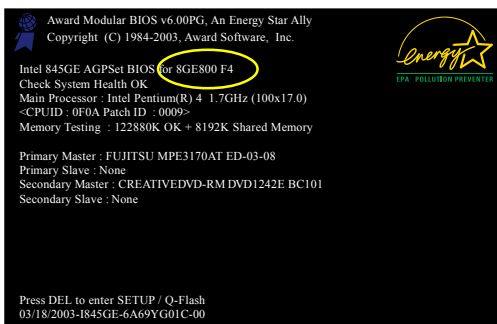 Award Modular BIOS v6.00PG, An Energy Star Ally
Copyright (C) 1984-2003, Award Software, Inc.
energy
EPA POLLUTION PREVENTER
Intel 845GE AGPSet BIOS for 8GE800 F4
Check System Health OK
Main Processor : Intel Pentium(R) 4 1.7GHz (100x17.0)
<CPUID : 0F0A Patch ID : 0009>
Memory Testing : 122880K OK + 8192K Shared Memory
Primary Master : FUJITSU MPE3170AT ED-03-08
Primary Slave : None
Secondary Master : CREATIVEDVD-RM DVD1242E BC101
Secondary Slave : None
Press DEL to enter SETUP / Q-Flash
03/18/2003-I845GE-6A69YG01C-00